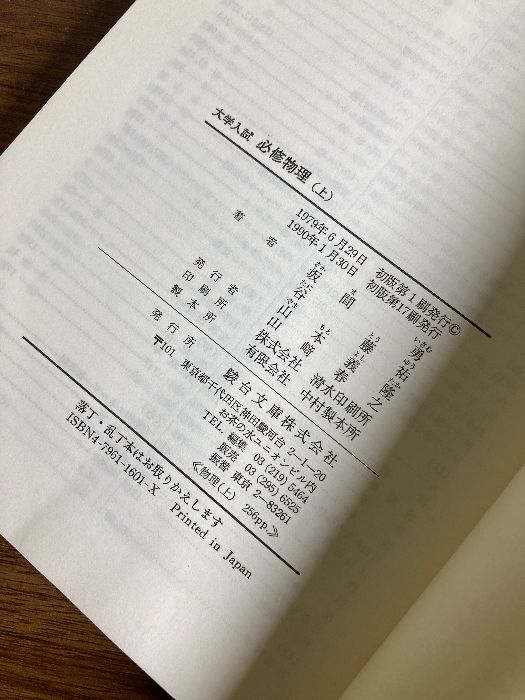 大学入試 必修物理(上)
1979年6月29日 初版第1刷発行©
1990年1月30日 初版第17刷発行
著者 坂間勇
谷藤祐
山本義隆
発行者 山崎春之
印刷所 株式会社 清水印刷所
製本所 有限会社 中村製本所
発行所 駿台文庫株式会社
〒101 東京都千代田区神田駿河台2-1-20
お茶の水ユニオンビル内
TEL 編集 03 (219) 5464
販売 03 (295) 6525
振替 東京 2-83261
《物理(上) 256pp.》
落丁・乱丁本はお取りかえします
ISBN4-7961-1601-X Printed in Japan